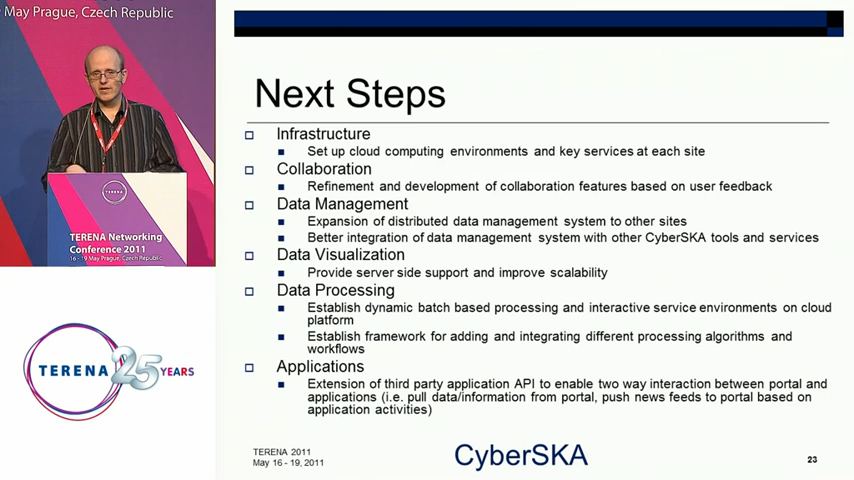 May Prague, Czech Republic
TERENA
TERENA Networking
Conference 2011
16 - 19 May Prague, Czech Republic
TERENA 25 YEARS
Next Steps
Infrastructure
Set up cloud computing environments and key services at each site
Collaboration
Refinement and development of collaboration features based on user feedback
Data Management
Expansion of distributed data management system to other sites
Better integration of data management system with other CyberSKA tools and services
Data Visualization
Provide server side support and improve scalability
Data Processing
Establish dynamic batch based processing and interactive service environments on cloud
platform
Establish framework for adding and integrating different processing algorithms and
workflows
Applications
Extension of third party application API to enable two way interaction between portal and
applications (i.e. pull data/information from portal, push news feeds to portal based on
application activities)
TERENA 2011
May 16 - 19, 2011
CyberSKA
23